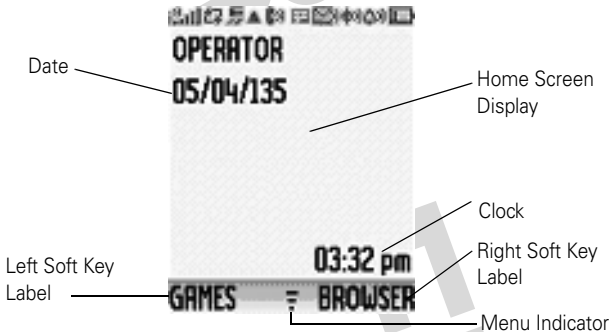 OPERATOR
Date
05/04/135
Home Screen
Display
Clock
03:32 pm
Left Soft Key
Label
Right Soft Key
Label
GAMES
BROWSER
Menu Indicator